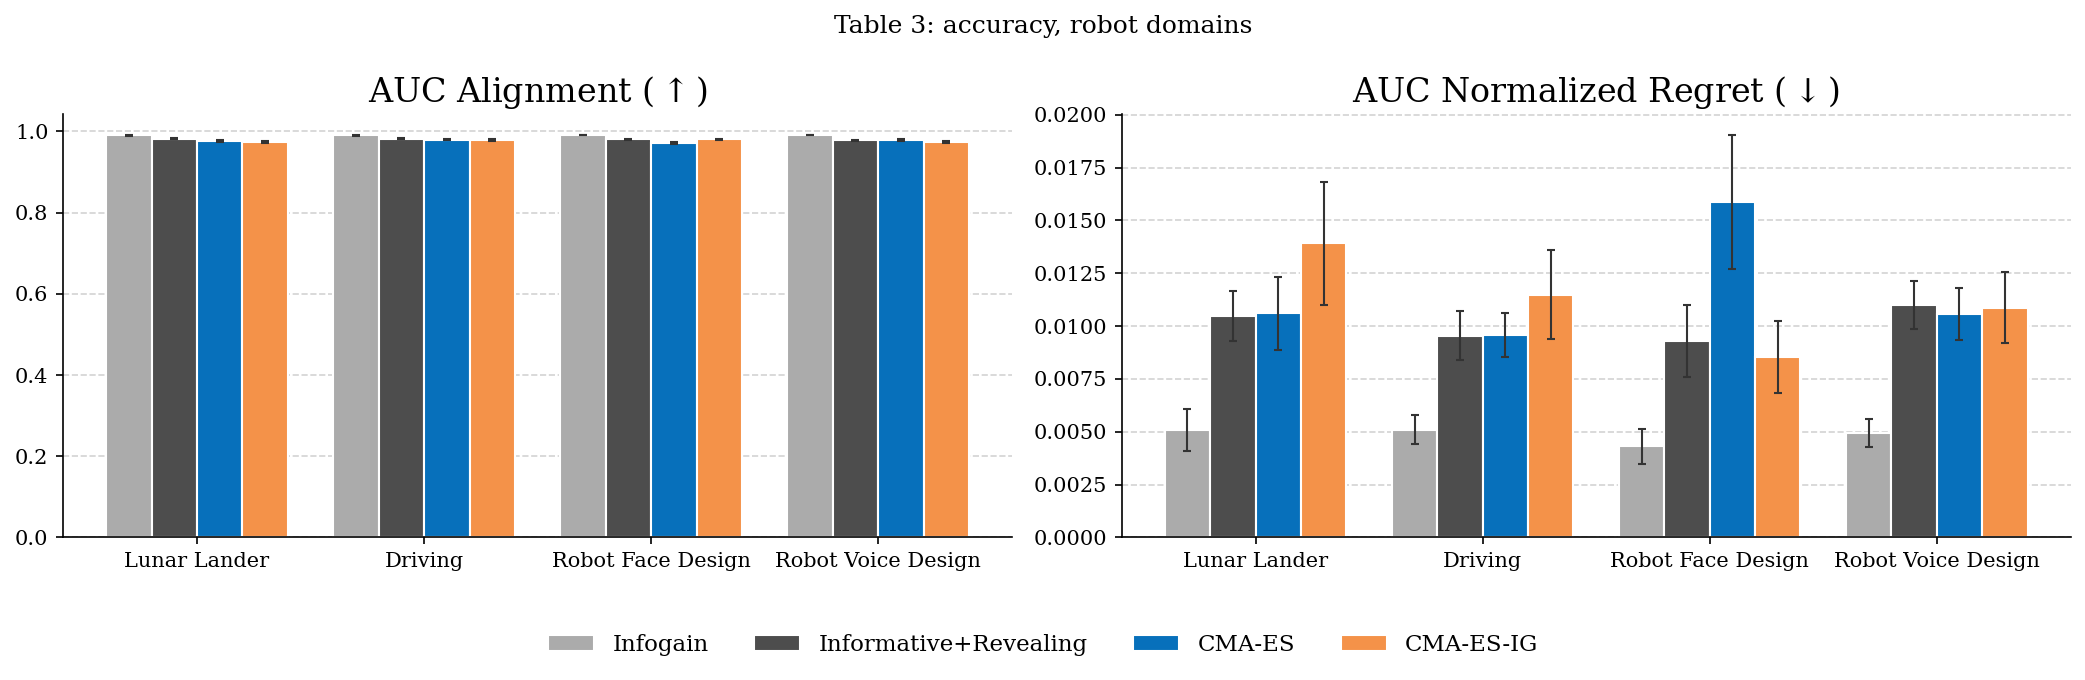 Table 3: accuracy, robot domains
AUC Alignment ( ↑ )
1.0
0.8
0.6
0.4
0.2
0.0
Lunar Lander
Driving
Robot Face Design
Robot Voice Design
AUC Normalized Regret ( ↓ )
0.0200
0.0175
0.0150
0.0125
0.0100
0.0075
0.0050
0.0025
0.0000
Lunar Lander
Driving
Robot Face Design
Robot Voice Design
Infogain
Informative+Revealing
CMA-ES
CMA-ES-IG